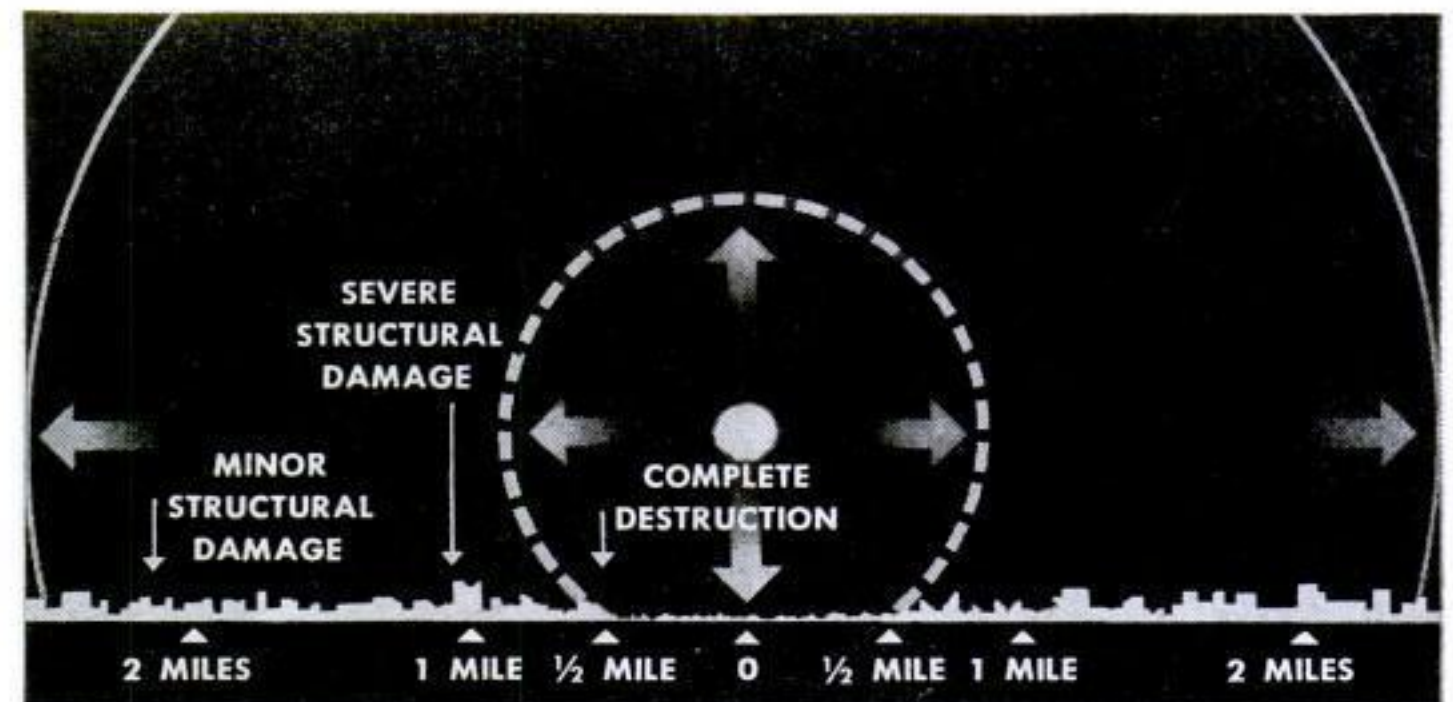 SEVERE
STRUCTURAL
DAMAGE
MINOR
STRUCTURAL
DAMAGE
COMPLETE
DESTRUCTION
2 MILES 1 MILE ½ MILE 0 ½ MILE 1 MILE 2 MILES